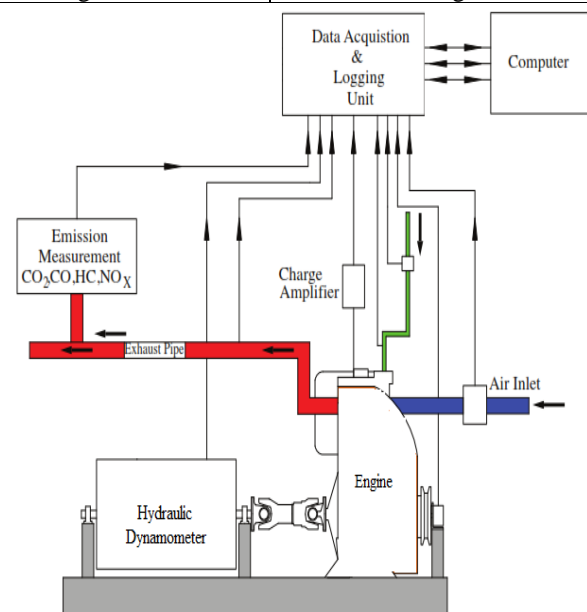 Data Acquistion
&
Logging
Unit
Computer
Emission
Measurement
CO2CO,HC,NOX
Charge
Amplifier
Exhaust Pipe
Air Inlet
Engine
Hydraulic
Dynamometer